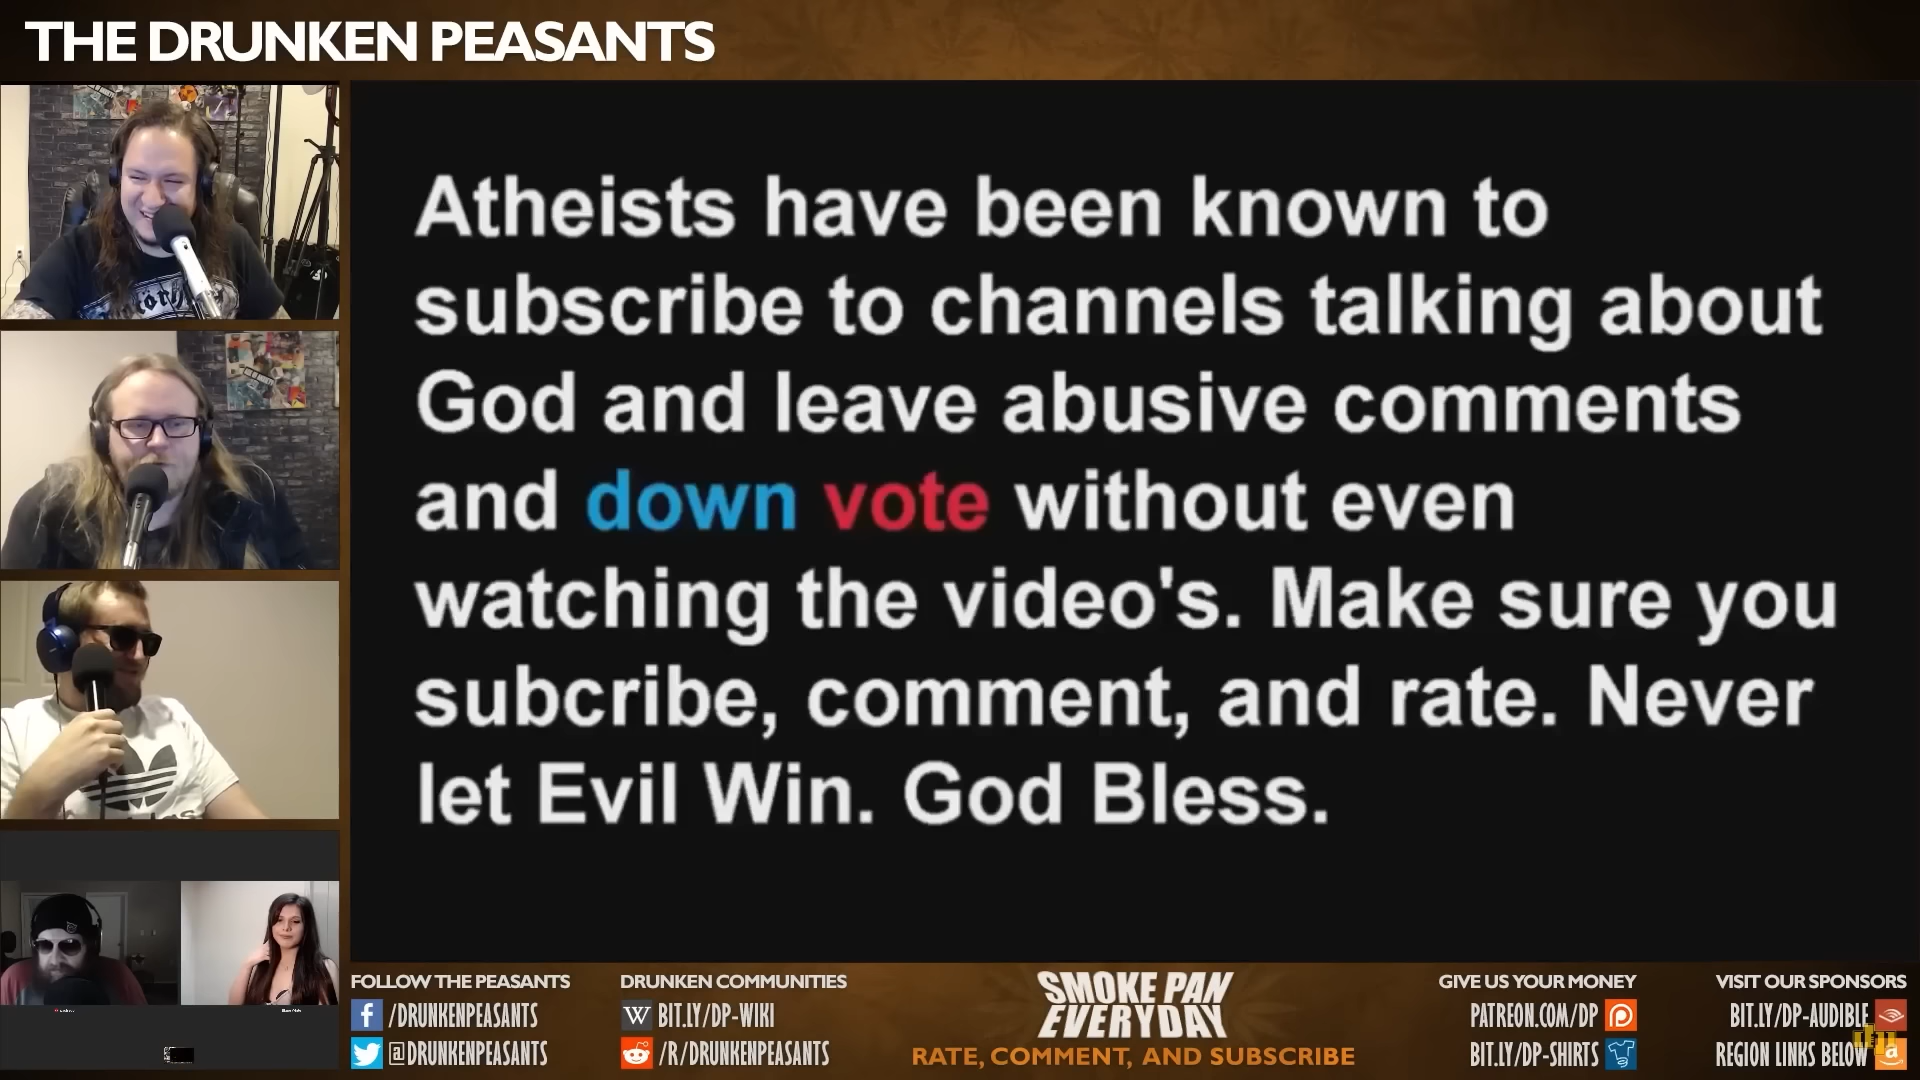 THE DRUNKEN PEASANTS
Atheists have been known to
subscribe to channels talking about
God and leave abusive comments
and down vote without even
watching the video's. Make sure you
subcribe, comment, and rate. Never
let Evil Win. God Bless.
FOLLOW THE PEASANTS
/DRUNKENPEASANTS
@DRUNKENPEASANTS
DRUNKEN COMMUNITIES
W BIT.LY/DP-WIKI
/R/DRUNKENPEASANTS
SMOKE PAN
EVERYDAY
RATE, COMMENT, AND SUBSCRIBE
GIVE US YOUR MONEY
PATREON.COM/DP
BIT.LY/DP-SHIRTS
VISIT OUR SPONSORS
BIT.LY/DP-AUDIBLE
REGION LINKS BELOW